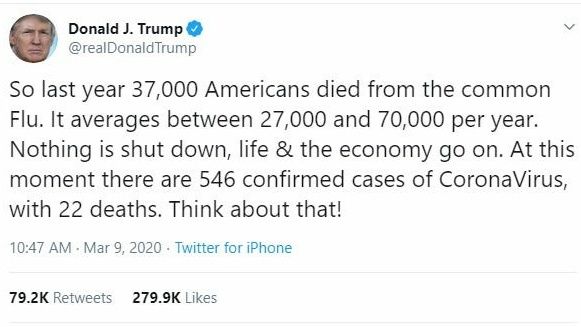 Donald J. Trump
@realDonaldTrump
So last year 37,000 Americans died from the common
Flu. It averages between 27,000 and 70,000 per year.
Nothing is shut down, life & the economy go on. At this
moment there are 546 confirmed cases of CoronaVirus,
with 22 deaths. Think about that!
10:47 AM · Mar 9, 2020 · Twitter for iPhone
79.2K Retweets 279.9K Likes